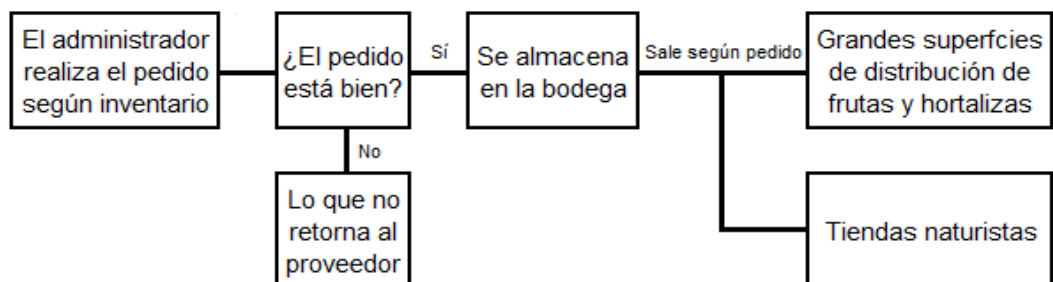 El administrador
realiza el pedido
según inventario
¿El pedido
está bien?
Sí
Se almacena
en la bodega
Sale según pedido
Grandes superfcies
de distribución de
frutas y hortalizas
No
Lo que no
retorna al
proveedor
Tiendas naturistas